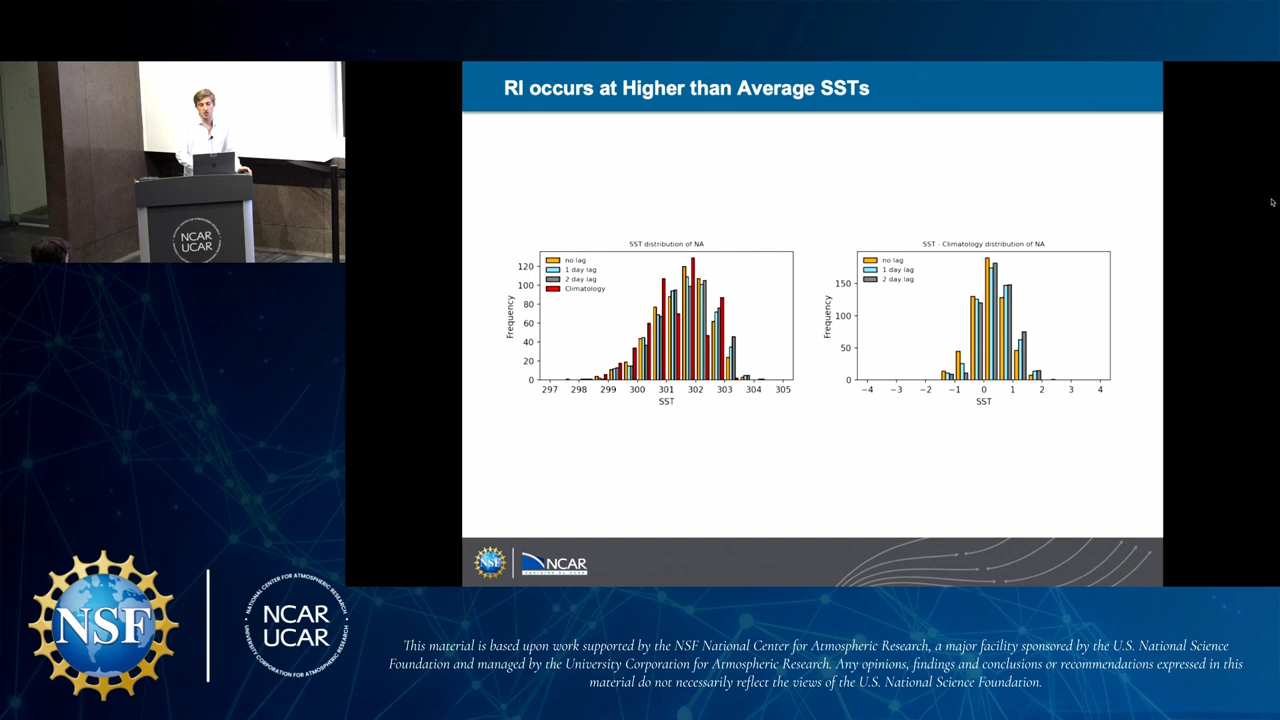 RI occurs at Higher than Average SSTs
NCAR
UCAR
SST distribution of NA
no lag
1 day lag
2 day lag
Climatology
Frequency
120
100
80
60
40
20
0
297 298 299 300 301 302 303 304 305
SST
SST - Climatology distribution of NA
no lag
1 day lag
2 day lag
Frequency
150
100
50
0
−4 −3 −2 −1 0 1 2 3 4
SST
NSF
NCAR
NSF
NATIONAL CENTER FOR ATMOSPHERIC RESEARCH
NCAR
UCAR
UNIVERSITY CORPORATION FOR ATMOSPHERIC RESEARCH
This material is based upon work supported by the NSF National Center for Atmospheric Research, a major facility sponsored by the U.S. National Science
Foundation and managed by the University Corporation for Atmospheric Research. Any opinions, findings and conclusions or recommendations expressed in this
material do not necessarily reflect the views of the U.S. National Science Foundation.